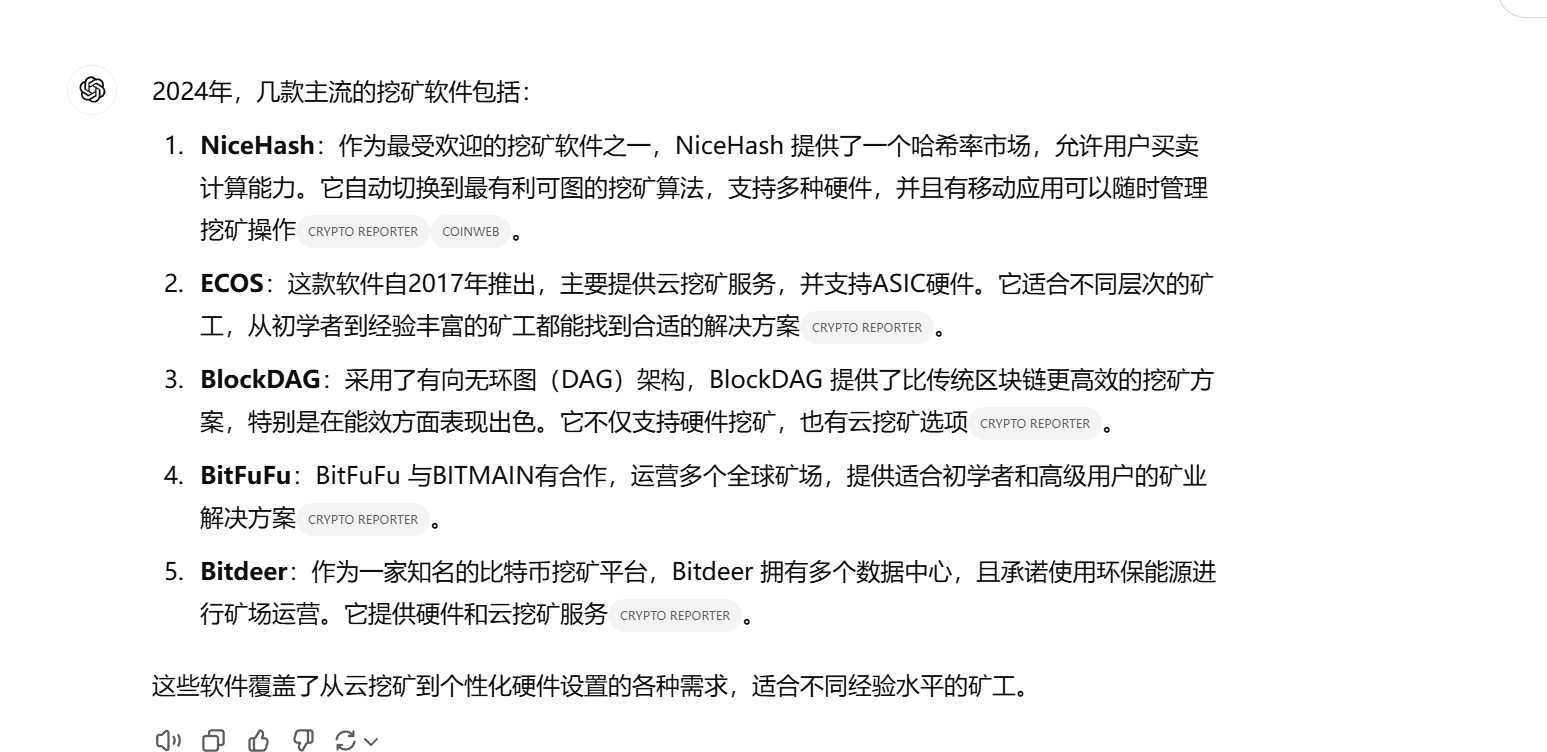 2024年，几款主流的挖矿软件包括：
1. NiceHash：作为最受欢迎的挖矿软件之一，NiceHash 提供了一个哈希率市场，允许用户买卖
计算能力。它自动切换到最有利可图的挖矿算法，支持多种硬件，并且有移动应用可以随时管理
挖矿操作 CRYPTO REPORTER COINWEB 。
2. ECOS：这款软件自2017年推出，主要提供云挖矿服务，并支持ASIC硬件。它适合不同层次的矿
工，从初学者到经验丰富的矿工都能找到合适的解决方案 CRYPTO REPORTER 。
3. BlockDAG：采用了有向无环图（DAG）架构，BlockDAG 提供了比传统区块链更高效的挖矿方
案，特别是在能效方面表现出色。它不仅支持硬件挖矿，也有云挖矿选项 CRYPTO REPORTER 。
4. BitFuFu：BitFuFu 与BITMAIN有合作，运营多个全球矿场，提供适合初学者和高级用户的矿业
解决方案 CRYPTO REPORTER 。
5. Bitdeer：作为一家知名的比特币挖矿平台，Bitdeer 拥有多个数据中心，且承诺使用环保能源进
行矿场运营。它提供硬件和云挖矿服务 CRYPTO REPORTER 。
这些软件覆盖了从云挖矿到个性化硬件设置的各种需求，适合不同经验水平的矿工。